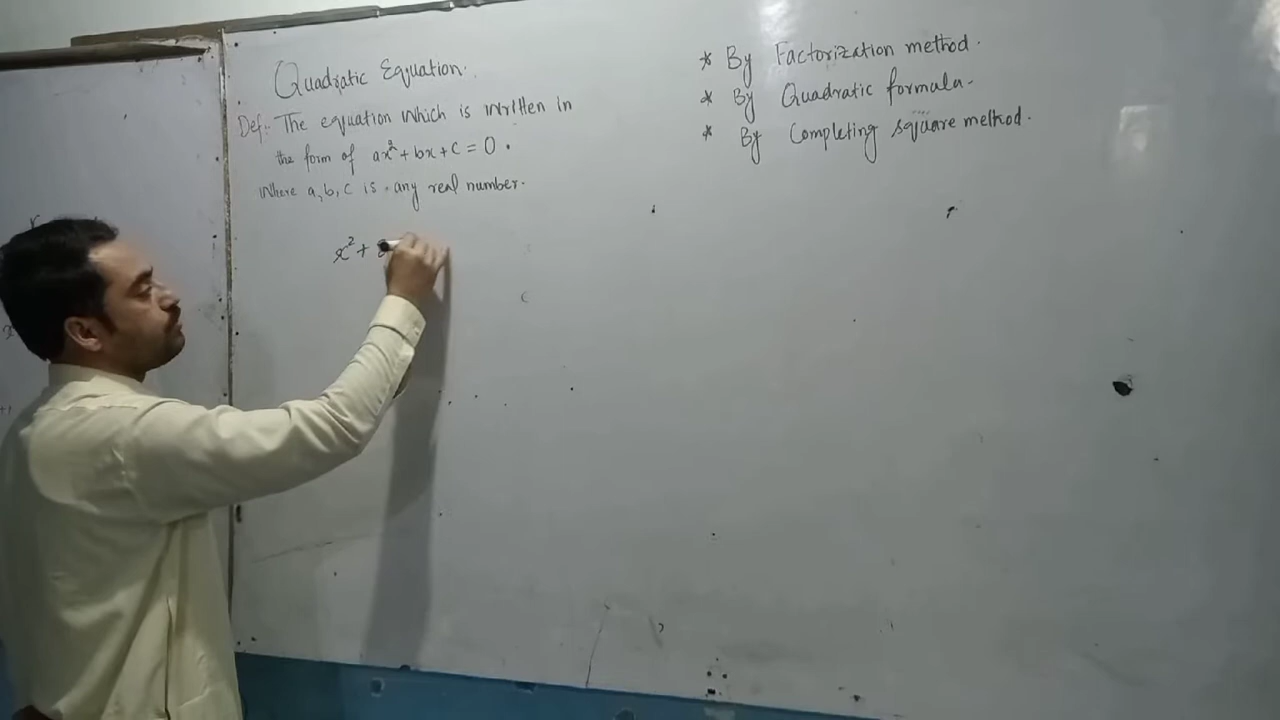 Quadratic Equation.
Def:- The equation which is written in
the form of ax² + bx + c = 0.
Where a, b, c is any real number.
x² +
* By Factorization method.
* By Quadratic formula.
* By Completing square method.